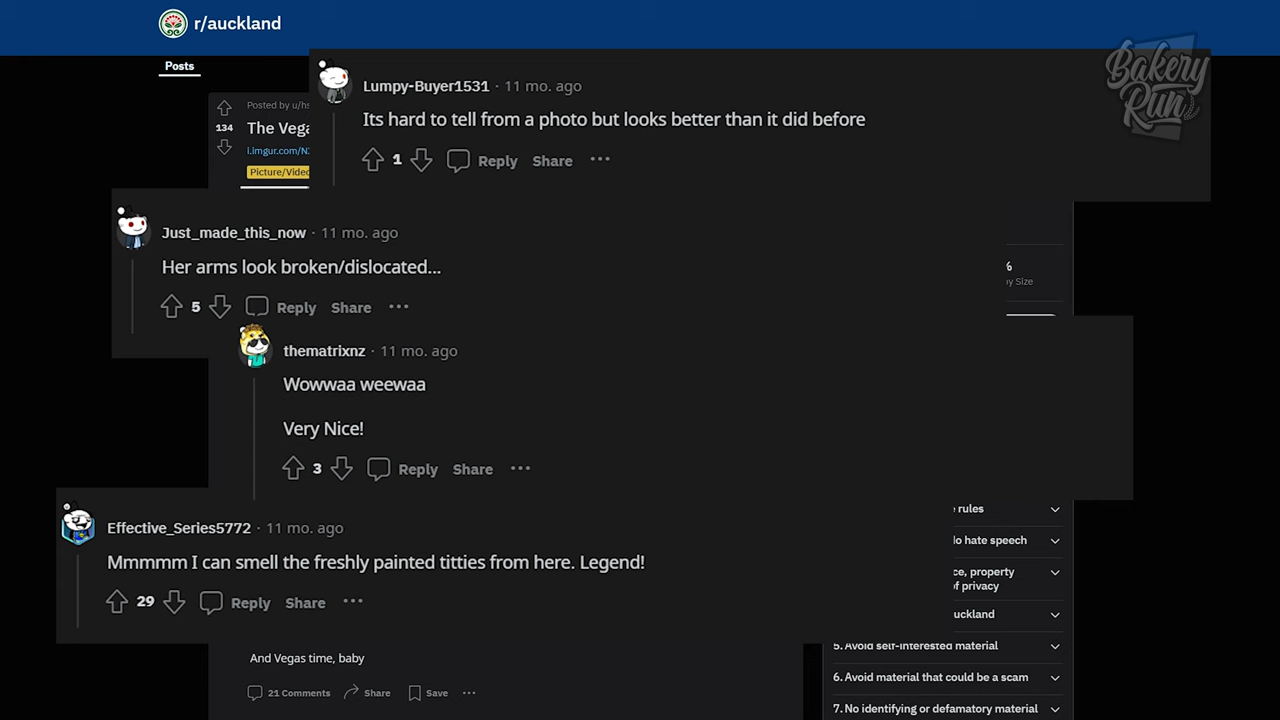 r/auckland
Bakery
Run
Posts
Lumpy-Buyer1531 · 11 mo. ago
Its hard to tell from a photo but looks better than it did before
1 Reply Share ···
Posted by u/
134
The Vega
Picture/Video
Just_made_this_now · 11 mo. ago
Her arms look broken/dislocated...
5 Reply Share ···
%
by Size
thematrixnz · 11 mo. ago
Wowwaa weewaa
Very Nice!
3 Reply Share ···
rules
Effective_Series5772 · 11 mo. ago
hate speech
Mmmmm I can smell the freshly painted titties from here. Legend!
property
of privacy
29 Reply Share ···
auckland
5. Avoid self-interested material
And Vegas time, baby
6. Avoid material that could be a scam
21 Comments Share Save ···
7. No identifying or defamatory material